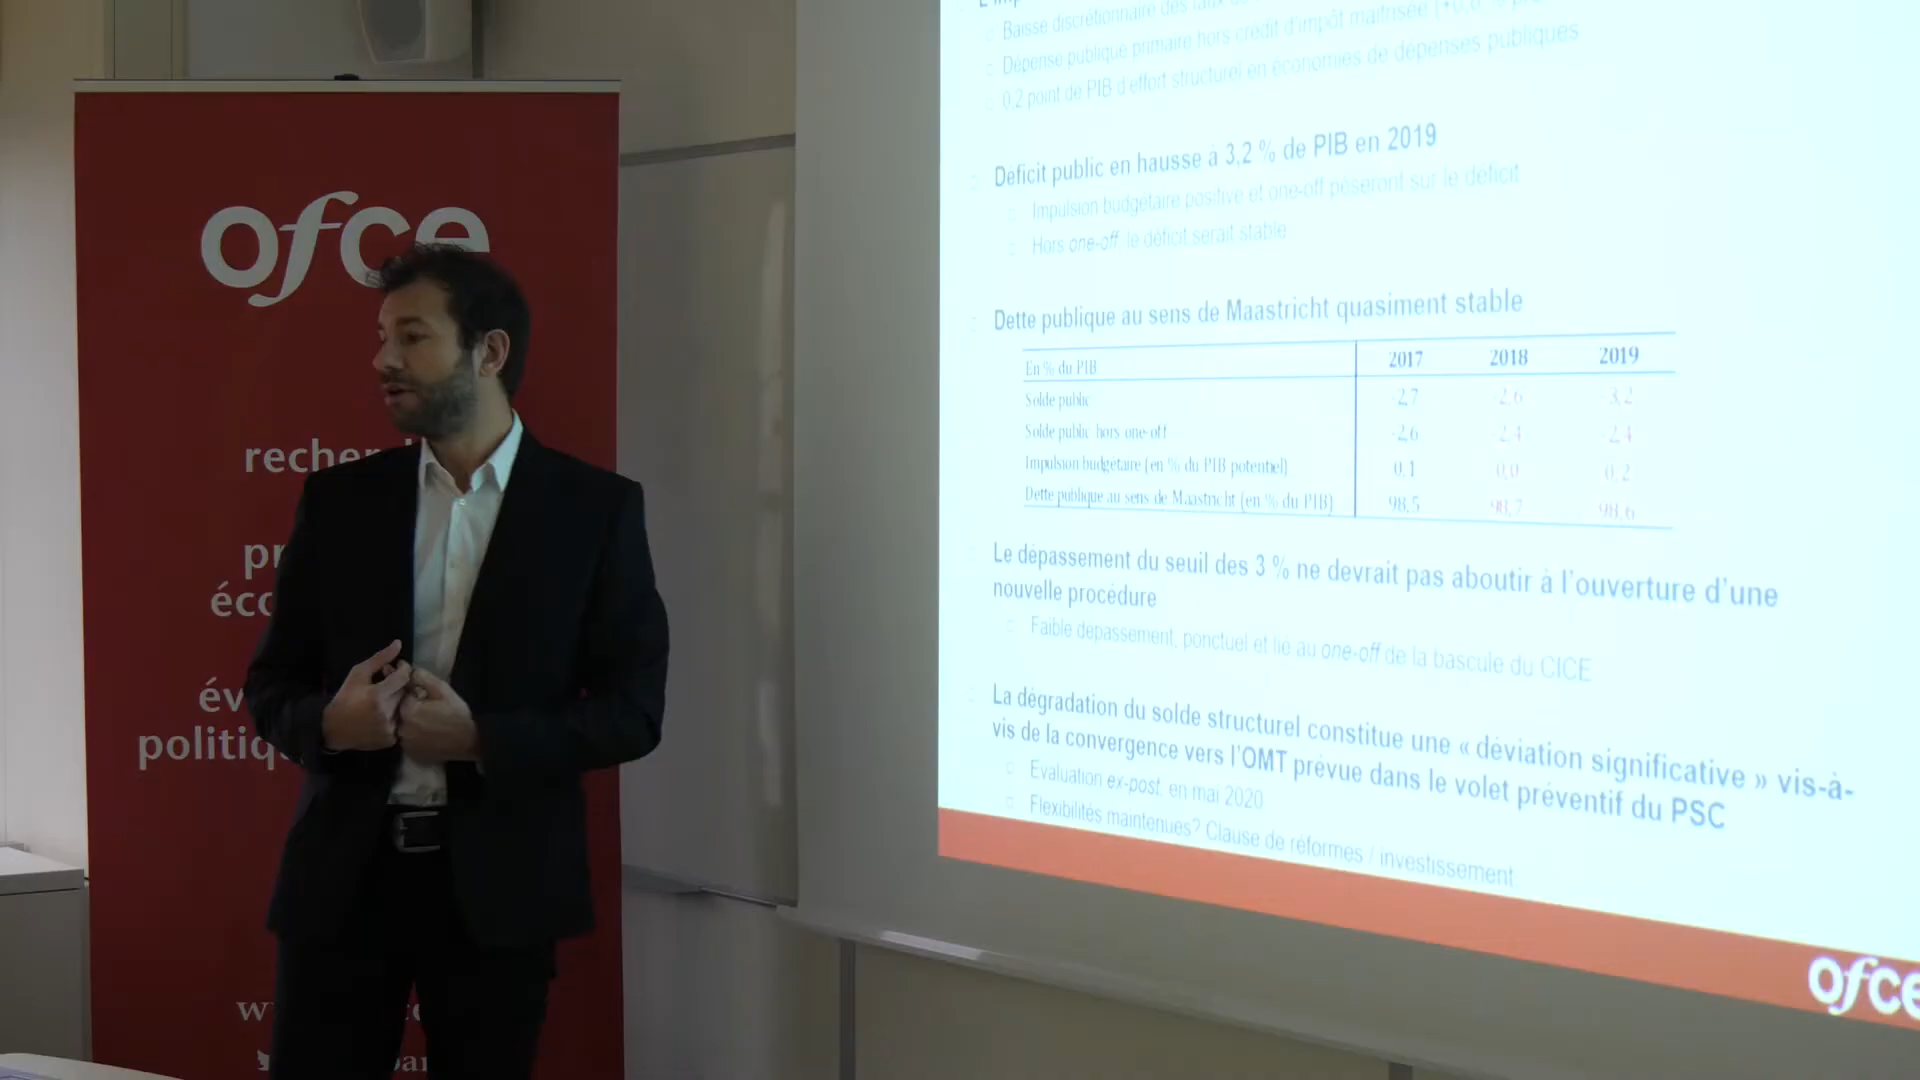 ofce
recher
pr
éco
év
politiq
Baisse discrétionnaire des taux
Dépense publique primaire hors crédit d'impôt maîtrisée
0,2 point de PIB d'effort structurel en économies de dépenses publiques
Déficit public en hausse à 3,2 % de PIB en 2019
Impulsion budgétaire positive et one-off pèseront sur le déficit
Hors one-off, le déficit serait stable
Dette publique au sens de Maastricht quasiment stable
En % du PIB 2017 2018 2019
Solde public -2,7 -2,6 -3,2
Solde public hors one-off -2,6 -2,4 -2,4
Impulsion budgétaire (en % du PIB potentiel) 0,1 0,0 0,2
Dette publique au sens de Maastricht (en % du PIB) 98,5 98,7 98,6
Le dépassement du seuil des 3 % ne devrait pas aboutir à l'ouverture d'une
nouvelle procédure
Faible dépassement, ponctuel et lié au one-off de la bascule du CICE
La dégradation du solde structurel constitue une « déviation significative » vis-à-
vis de la convergence vers l'OMT prévue dans le volet préventif du PSC
Evaluation ex-post, en mai 2020
Flexibilités maintenues? Clause de réformes / investissement
ofce